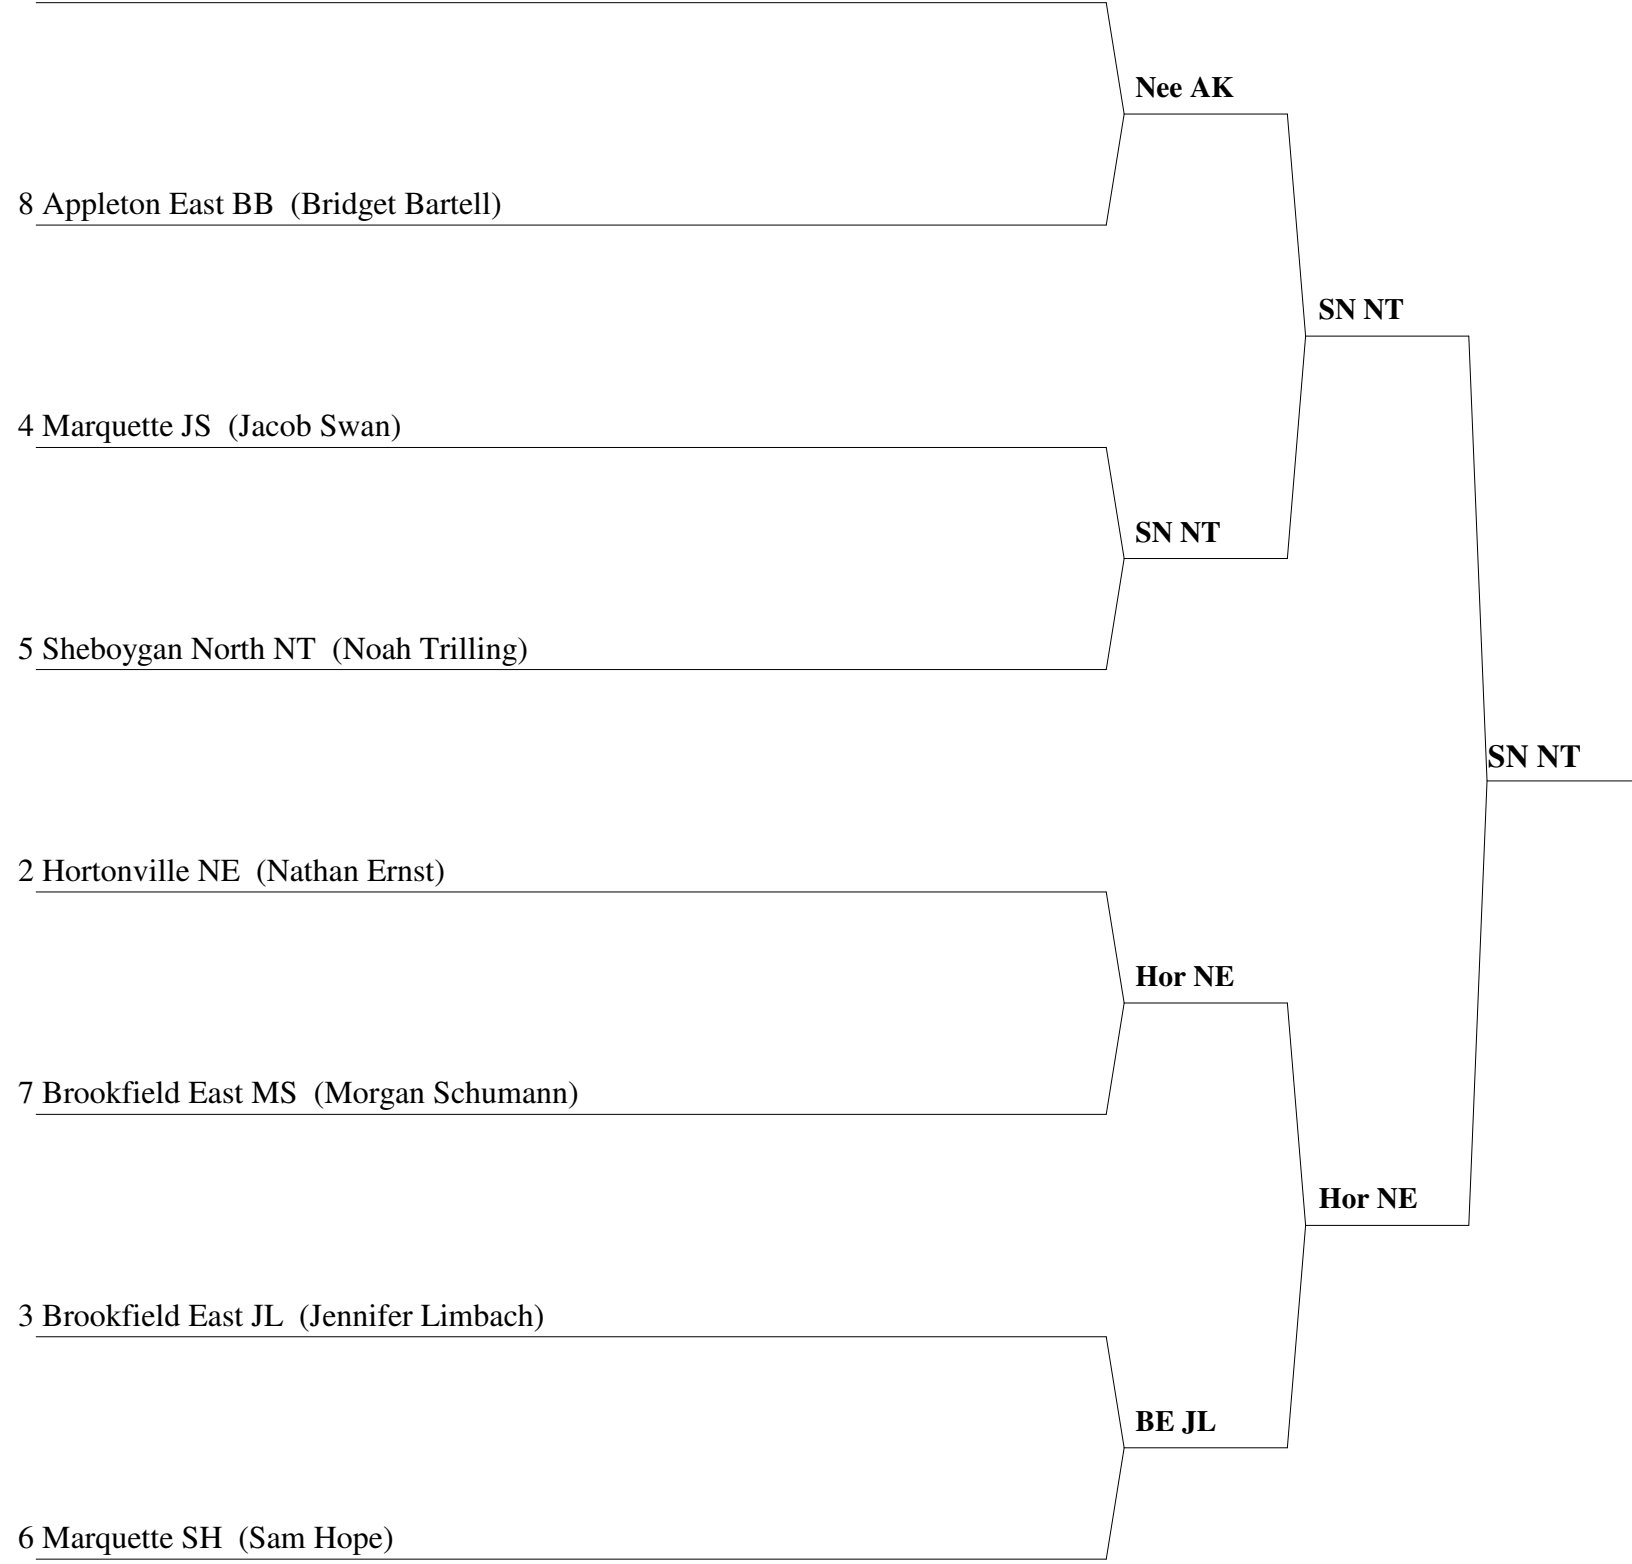 Nee AK
8 Appleton East BB (Bridget Bartell)
SN NT
4 Marquette JS (Jacob Swan)
SN NT
5 Sheboygan North NT (Noah Trilling)
SN NT
2 Hortonville NE (Nathan Ernst)
Hor NE
7 Brookfield East MS (Morgan Schumann)
Hor NE
3 Brookfield East JL (Jennifer Limbach)
BE JL
6 Marquette SH (Sam Hope)